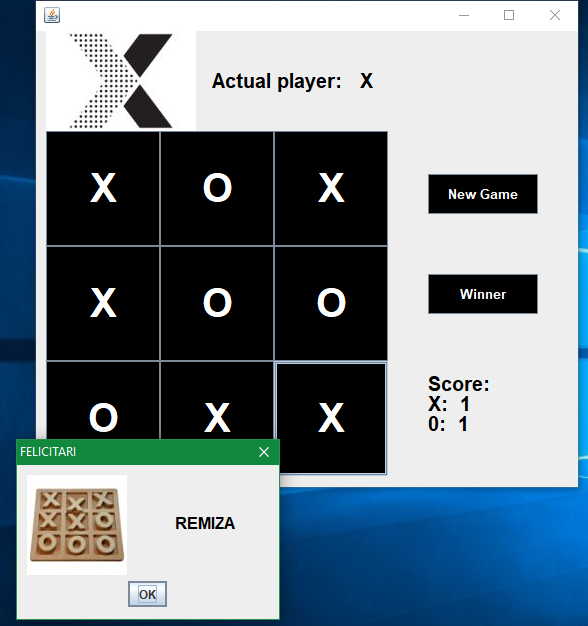 Actual player: X
X O X
X O O
O X X
New Game
Winner
Score:
X: 1
0: 1
FELICITARI
REMIZA
OK